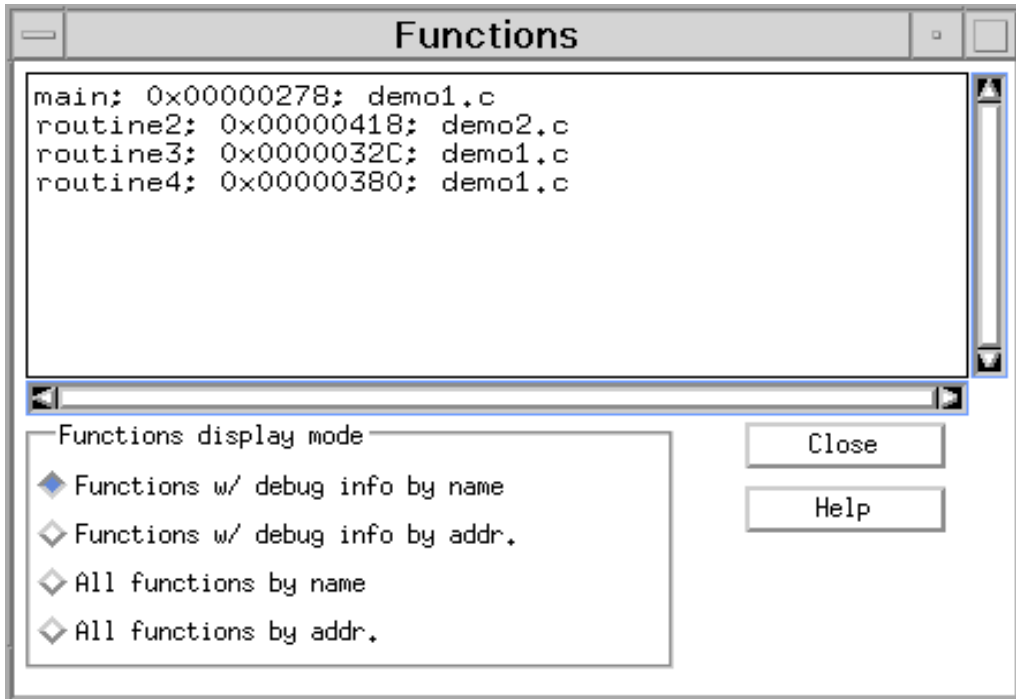 Functions
main; 0x00000278; demo1.c
routine2; 0x00000418; demo2.c
routine3; 0x0000032C; demo1.c
routine4; 0x00000380; demo1.c
Functions display mode
Functions w/ debug info by name
Functions w/ debug info by addr.
All functions by name
All functions by addr.
Close
Help